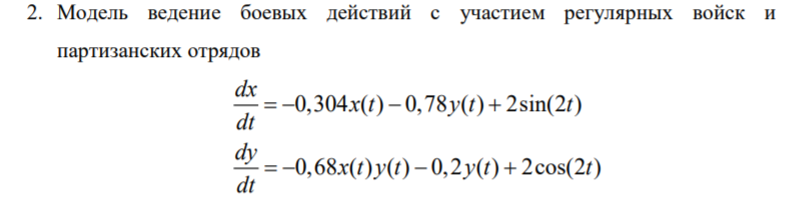 2. Модель ведение боевых действий с участием регулярных войск и
партизанских отрядов
dx/dt = −0,304x(t) − 0,78y(t) + 2sin(2t)
dy/dt = −0,68x(t)y(t) − 0,2y(t) + 2cos(2t)